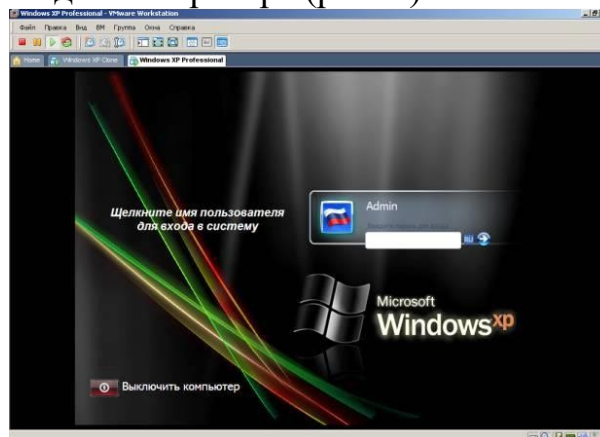 Windows XP Professional - VMware Workstation
Файл Правка Вид ВМ Группа Окна Справка
Home Windows XP Clone Windows XP Professional
Щелкните имя пользователя
для входа в систему
Admin
RU
Microsoft
Windows xp
Выключить компьютер